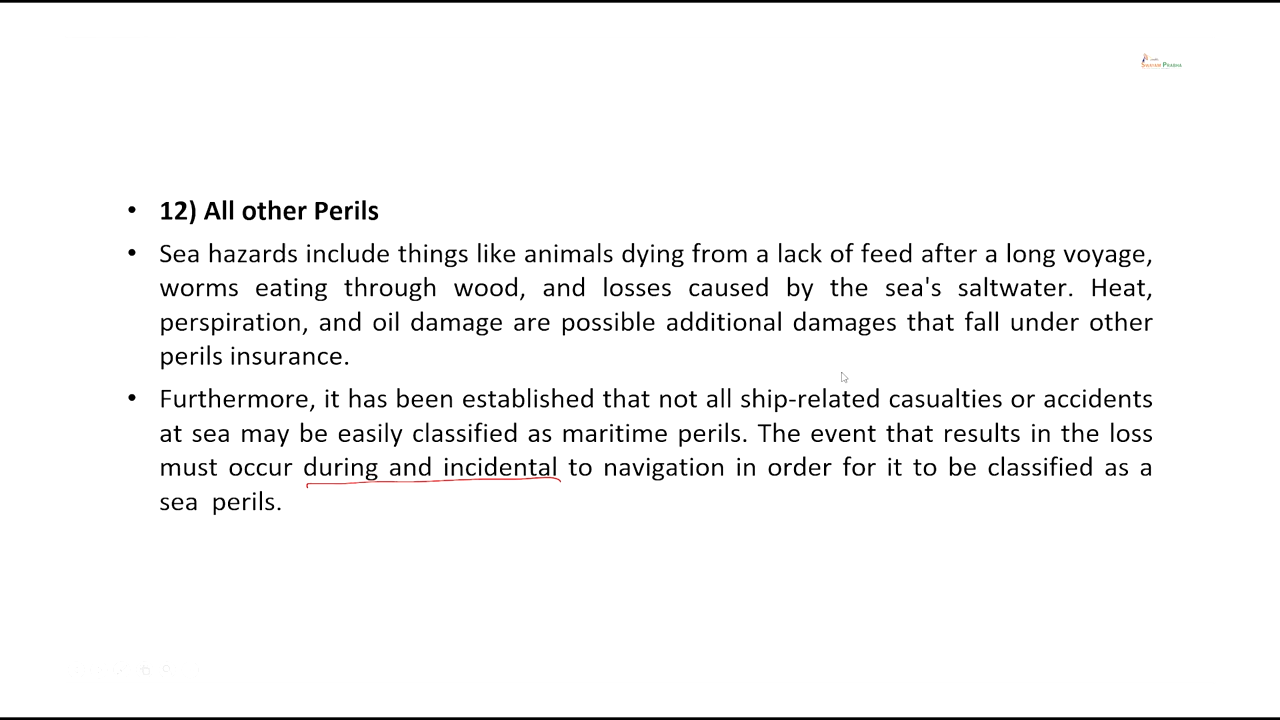 SWAYAM PRABHA
12) All other Perils
Sea hazards include things like animals dying from a lack of feed after a long voyage,
worms eating through wood, and losses caused by the sea's saltwater. Heat,
perspiration, and oil damage are possible additional damages that fall under other
perils insurance.
Furthermore, it has been established that not all ship-related casualties or accidents
at sea may be easily classified as maritime perils. The event that results in the loss
must occur during and incidental to navigation in order for it to be classified as a
sea perils.